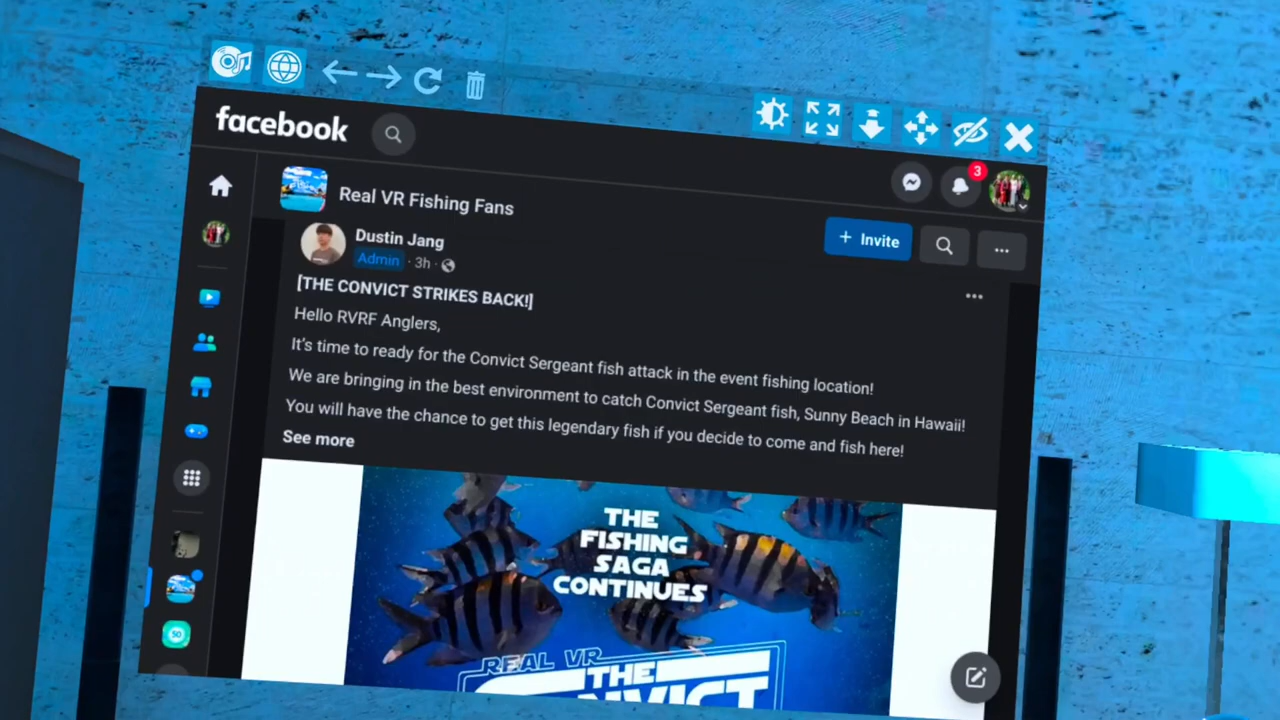 facebook
3
Real VR Fishing Fans
+ Invite
Dustin Jang
Admin · 3h ·
[THE CONVICT STRIKES BACK!]
Hello RVRF Anglers,
It's time to ready for the Convict Sergeant fish attack in the event fishing location!
We are bringing in the best environment to catch Convict Sergeant fish, Sunny Beach in Hawaii!
You will have the chance to get this legendary fish if you decide to come and fish here!
See more
THE
FISHING
SAGA
CONTINUES
REAL VR
THE
CONVICT
50